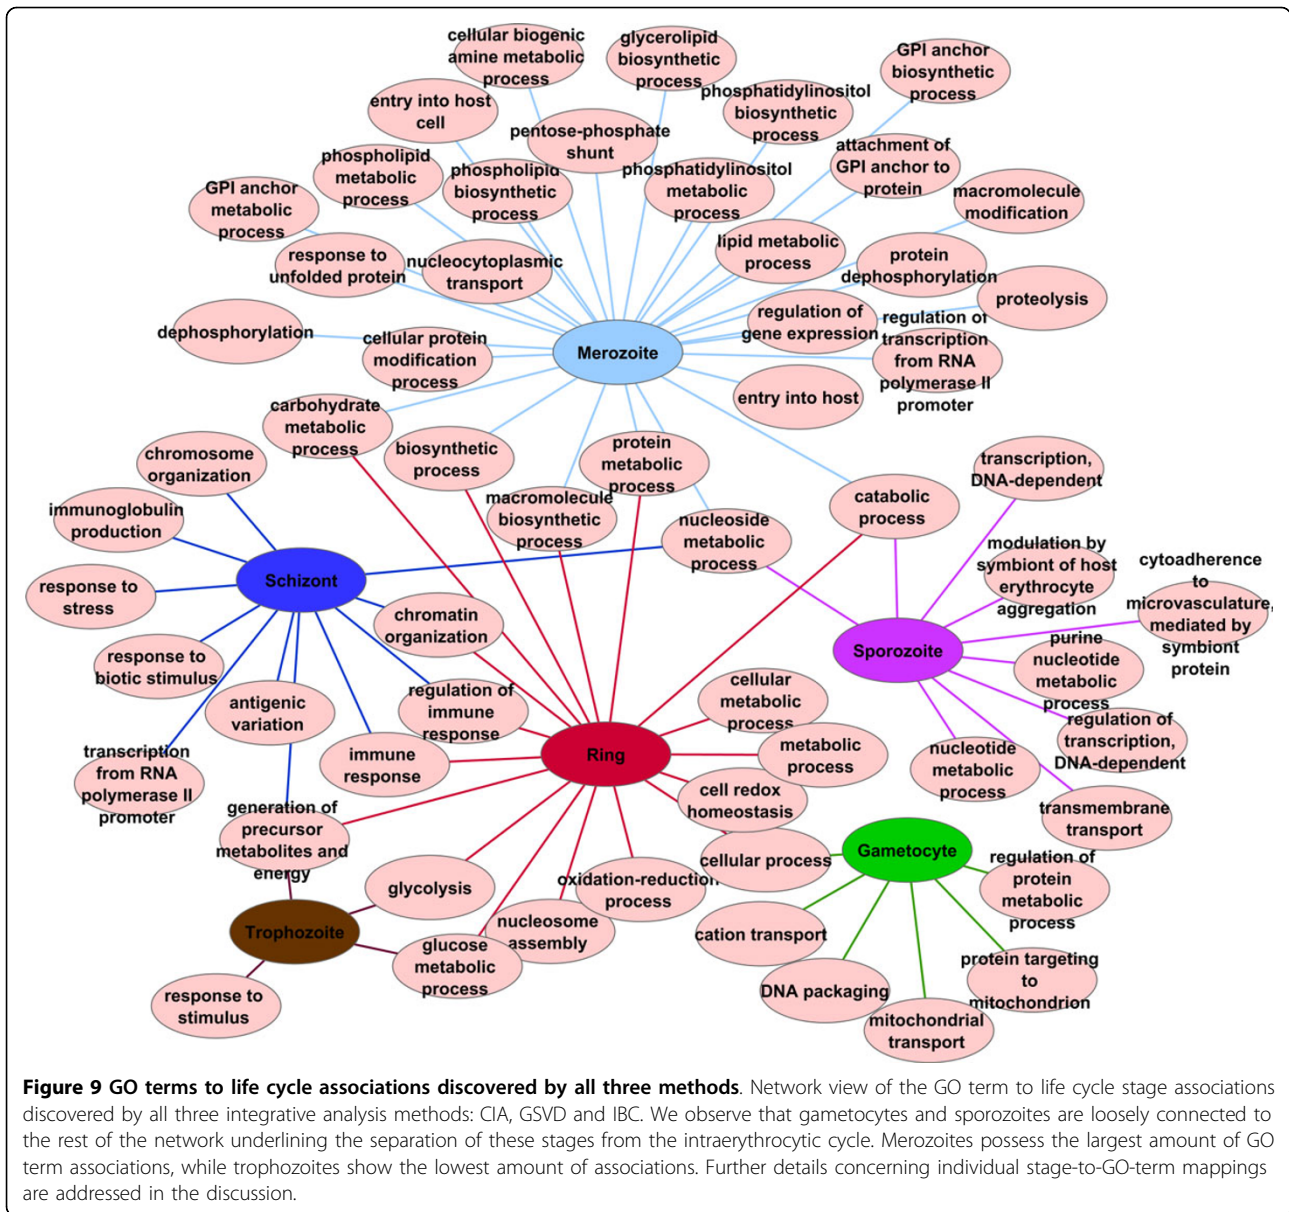 cellular biogenic
amine metabolic
process
glycerolipid
biosynthetic
process
GPI anchor
biosynthetic
process
entry into host
cell
phosphatidylinositol
biosynthetic
process
pentose-phosphate
shunt
attachment of
GPI anchor to
protein
phospholipid
metabolic
process
phospholipid
biosynthetic
process
phosphatidylinositol
metabolic
process
macromolecule
modification
GPI anchor
metabolic
process
lipid metabolic
process
response to
unfolded protein
nucleocytoplasmic
transport
protein
dephosphorylation
proteolysis
regulation of
gene expression
regulation of
transcription
from RNA
polymerase II
promoter
dephosphorylation
cellular protein
modification
process
Merozoite
entry into host
carbohydrate
metabolic
process
biosynthetic
process
protein
metabolic
process
chromosome
organization
transcription,
DNA-dependent
macromolecule
biosynthetic
process
catabolic
process
immunoglobulin
production
nucleoside
metabolic
process
modulation by
symbiont of host
erythrocyte
aggregation
cytoadherence
to
microvasculature,
mediated by
symbiont
protein
Schizont
response to
stress
chromatin
organization
Sporozoite
purine
nucleotide
metabolic
process
response to
biotic stimulus
antigenic
variation
regulation of
immune
response
cellular
metabolic
process
regulation of
transcription,
DNA-dependent
transcription
from RNA
polymerase II
promoter
immune
response
Ring
metabolic
process
nucleotide
metabolic
process
cell redox
homeostasis
transmembrane
transport
generation of
precursor
metabolites and
energy
cellular process
Gametocyte
regulation of
protein
metabolic
process
glycolysis
oxidation-reduction
process
Trophozoite
nucleosome
assembly
cation transport
glucose
metabolic
process
protein targeting
to
mitochondrion
DNA packaging
response to
stimulus
mitochondrial
transport
Figure 9 GO terms to life cycle associations discovered by all three methods. Network view of the GO term to life cycle stage associations
discovered by all three integrative analysis methods: CIA, GSVD and IBC. We observe that gametocytes and sporozoites are loosely connected to
the rest of the network underlining the separation of these stages from the intraerythrocytic cycle. Merozoites possess the largest amount of GO
term associations, while trophozoites show the lowest amount of associations. Further details concerning individual stage-to-GO-term mappings
are addressed in the discussion.